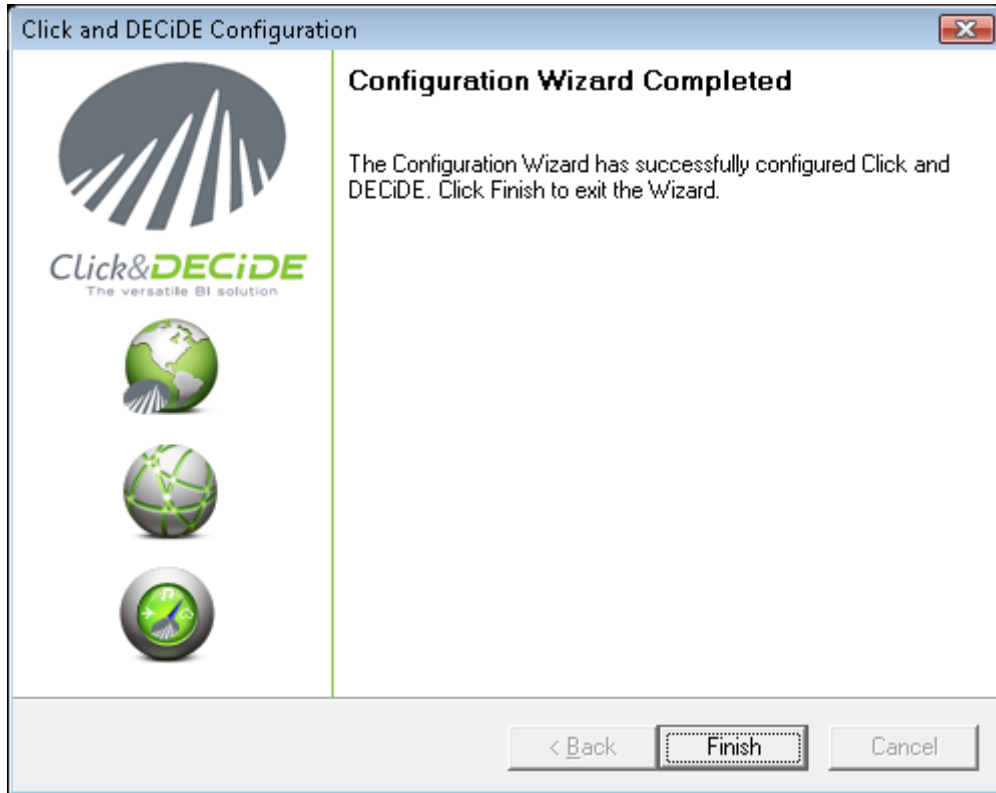 Click and DECiDE Configuration
Configuration Wizard Completed
The Configuration Wizard has successfully configured Click and
DECiDE. Click Finish to exit the Wizard.
Click&DECiDE
The versatile BI solution
< Back
Finish
Cancel